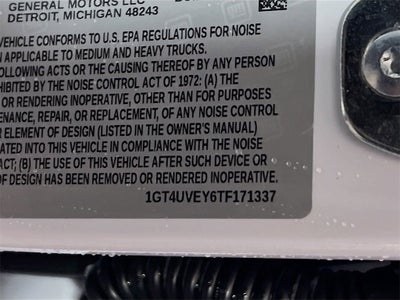 GENERAL MOTORS LLC
DETROIT, MICHIGAN 48243
VEHICLE CONFORMS TO U.S. EPA REGULATIONS FOR NOISE
APPLICABLE TO MEDIUM AND HEAVY TRUCKS.
FOLLOWING ACTS OR THE CAUSING THEREOF BY ANY PERSON
HIBITED BY THE NOISE CONTROL ACT OF 1972: (A) THE
OR RENDERING INOPERATIVE, OTHER THAN FOR PURPOSES
ENANCE, REPAIR, OR REPLACEMENT, OF ANY NOISE CONTROL
R ELEMENT OF DESIGN (LISTED IN THE OWNER'S MANUAL)
ATED INTO THIS VEHICLE IN COMPLIANCE WITH THE NOISE
ACT; (B) THE USE OF THIS VEHICLE AFTER SUCH DEVICE OR
OF DESIGN HAS BEEN REMOVED OR RENDERED INOPERATIVE.
1GT4UVEY6TF171337